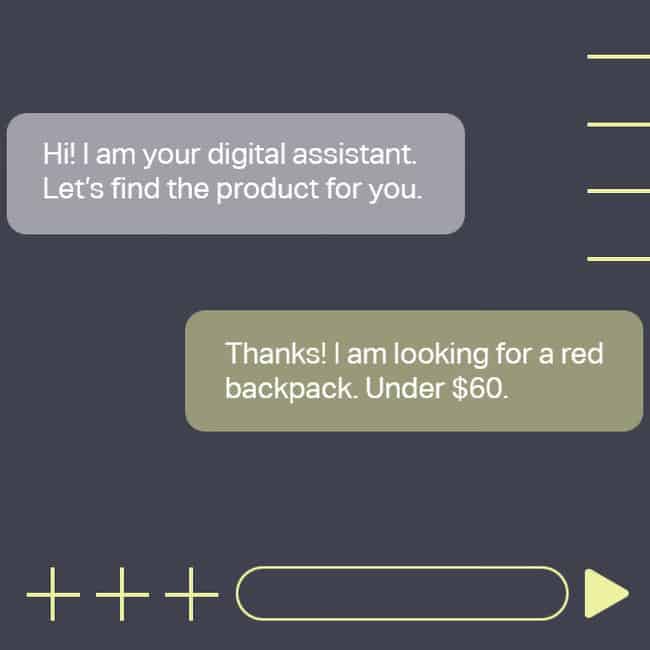 Hi! I am your digital assistant.
Let's find the product for you.
Thanks! I am looking for a red
backpack. Under $60.